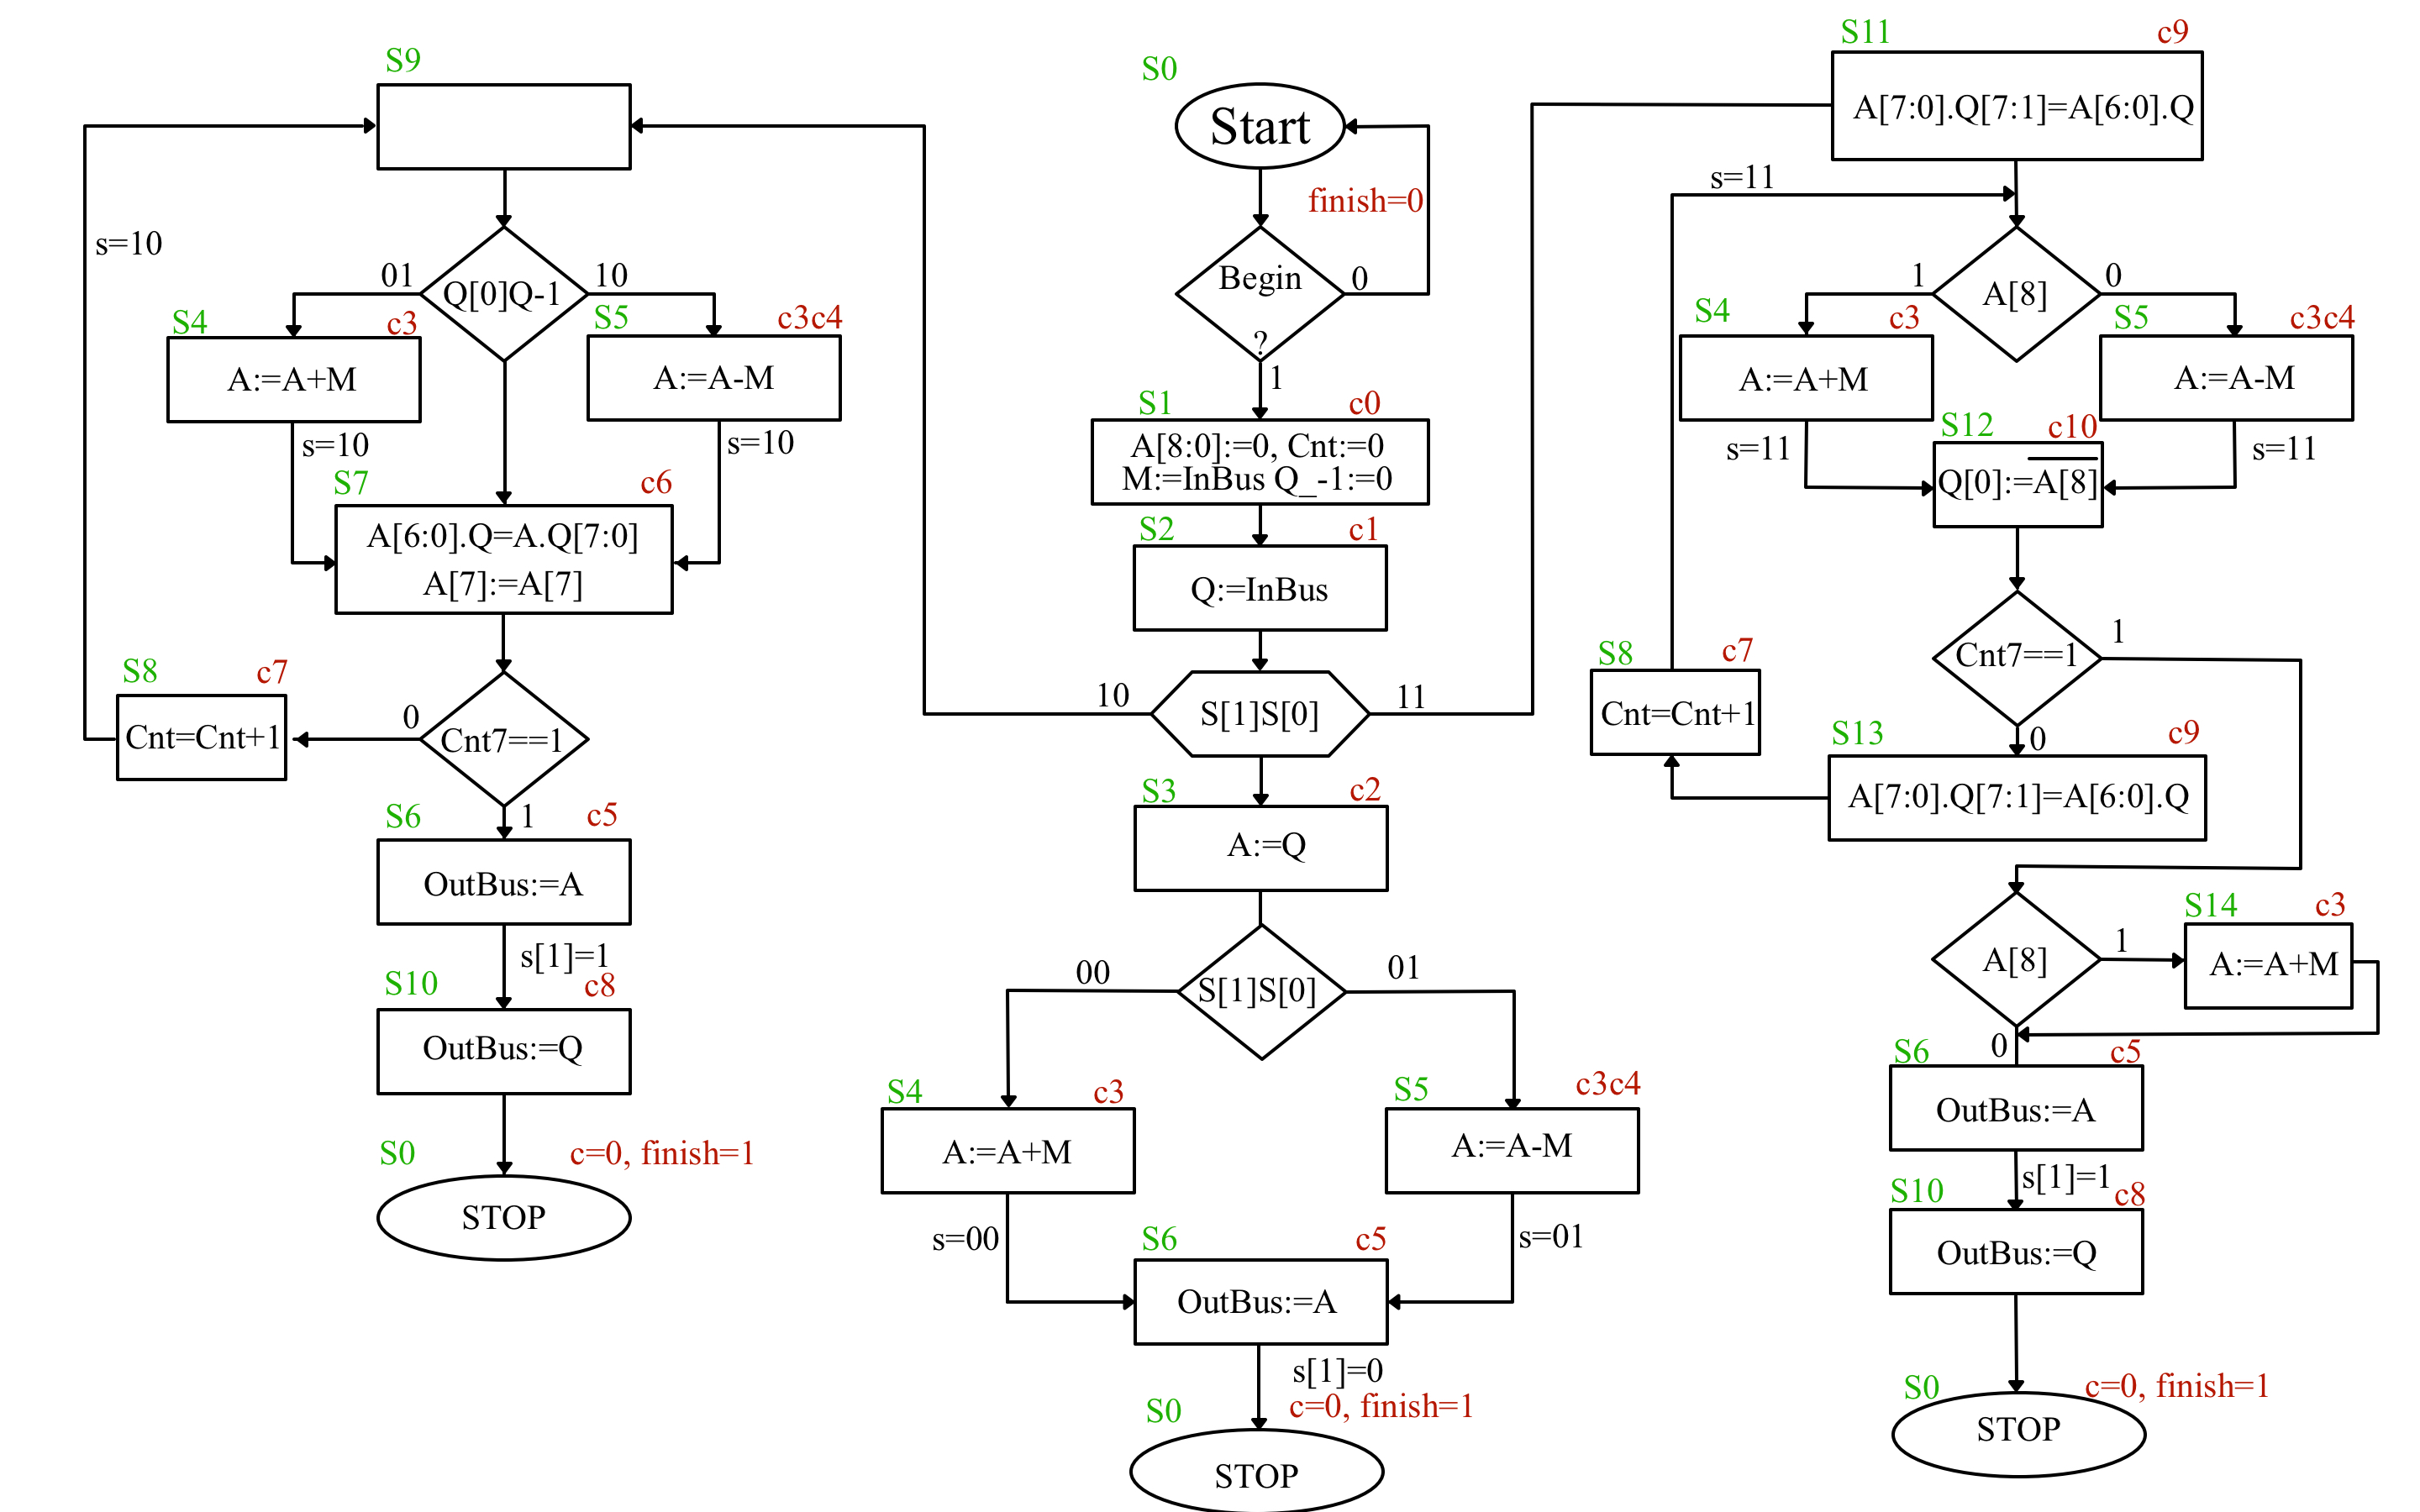 S9
s=10
Q[0]Q-1
01
10
S4
c3
A:=A+M
s=10
S5
c3c4
A:=A-M
s=10
S7
c6
A[6:0].Q=A.Q[7:0]
A[7]:=A[7]
S8
c7
Cnt=Cnt+1
0
Cnt7==1
1
S6
c5
OutBus:=A
s[1]=1
S10
c8
OutBus:=Q
S0
c=0, finish=1
STOP
S0
Start
finish=0
Begin
?
0
1
S1
c0
A[8:0]:=0, Cnt:=0
M:=InBus Q_-1:=0
S2
c1
Q:=InBus
10
S[1]S[0]
11
S3
c2
A:=Q
00
S[1]S[0]
01
S4
c3
A:=A+M
s=00
S5
c3c4
A:=A-M
s=01
S6
c5
OutBus:=A
s[1]=0
c=0, finish=1
S0
STOP
S11
c9
A[7:0].Q[7:1]=A[6:0].Q
s=11
1
A[8]
0
S4
c3
A:=A+M
s=11
S5
c3c4
A:=A-M
s=11
S12
c10
Q[0]:=A[8]
Cnt7==1
1
0
S13
c9
A[7:0].Q[7:1]=A[6:0].Q
S8
c7
Cnt=Cnt+1
A[8]
1
S14
c3
A:=A+M
0
S6
c5
OutBus:=A
s[1]=1
S10
c8
OutBus:=Q
S0
c=0, finish=1
STOP